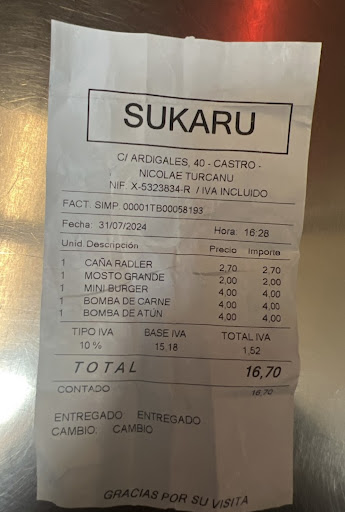 SUKARU
C/ ARDIGALES, 40 - CASTRO -
NICOLAE TURCANU
NIF X-5323834-R / IVA INCLUIDO
FACT. SIMP. 00001TB00058193
Fecha: 31/07/2024 Hora: 16:28
Unid Descripción Precio Importe
1 CAÑA RADLER 2,70 2,70
1 MOSTO GRANDE 2,00 2,00
1 MINI BURGER 4,00 4,00
1 BOMBA DE CARNE 4,00 4,00
1 BOMBA DE ATÚN 4,00 4,00
TIPO IVA BASE IVA TOTAL IVA
10 % 15,18 1,52
TOTAL 16,70
CONTADO 16,70
ENTREGADO ENTREGADO
CAMBIO: CAMBIO
GRACIAS POR SU VISITA